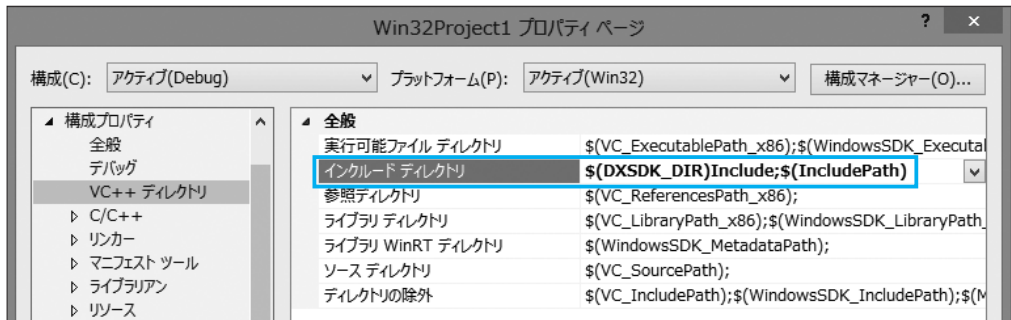 Win32Project1 プロパティ ページ ? ×
構成(C): アクティブ(Debug) プラットフォーム(P): アクティブ(Win32) 構成マネージャー(O)...
構成プロパティ
全般
デバッグ
VC++ ディレクトリ
C/C++
リンカー
マニフェスト ツール
ライブラリアン
リソース
全般
実行可能ファイル ディレクトリ $(VC_ExecutablePath_x86);$(WindowsSDK_Executal
インクルード ディレクトリ $(DXSDK_DIR)Include;$(IncludePath)
参照ディレクトリ $(VC_ReferencesPath_x86);
ライブラリ ディレクトリ $(VC_LibraryPath_x86);$(WindowsSDK_LibraryPath_
ライブラリ WinRT ディレクトリ $(WindowsSDK_MetadataPath);
ソース ディレクトリ $(VC_SourcePath);
ディレクトリの除外 $(VC_IncludePath);$(WindowsSDK_IncludePath);$(M